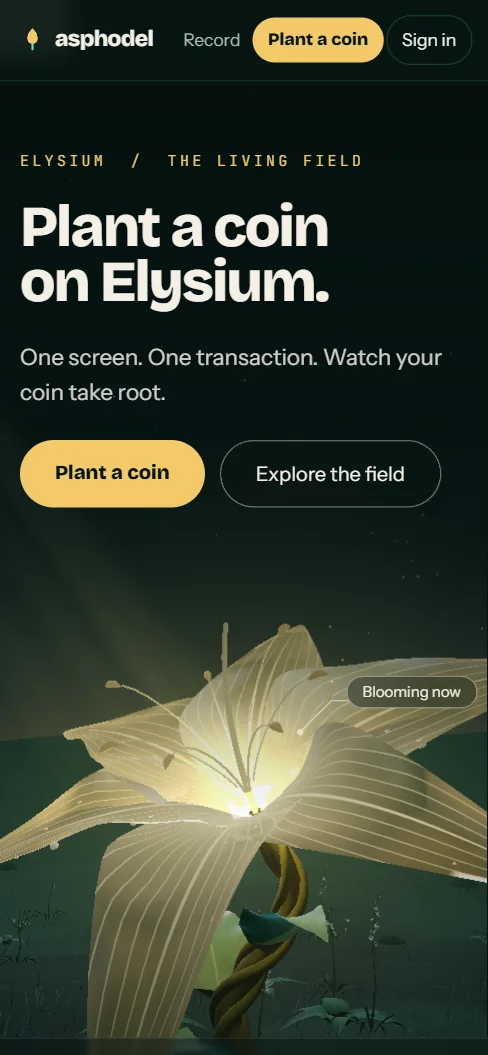 asphodel Record Plant a coin Sign in
ELYSIUM / THE LIVING FIELD
Plant a coin
on Elysium.
One screen. One transaction. Watch your
coin take root.
Plant a coin Explore the field
Blooming now